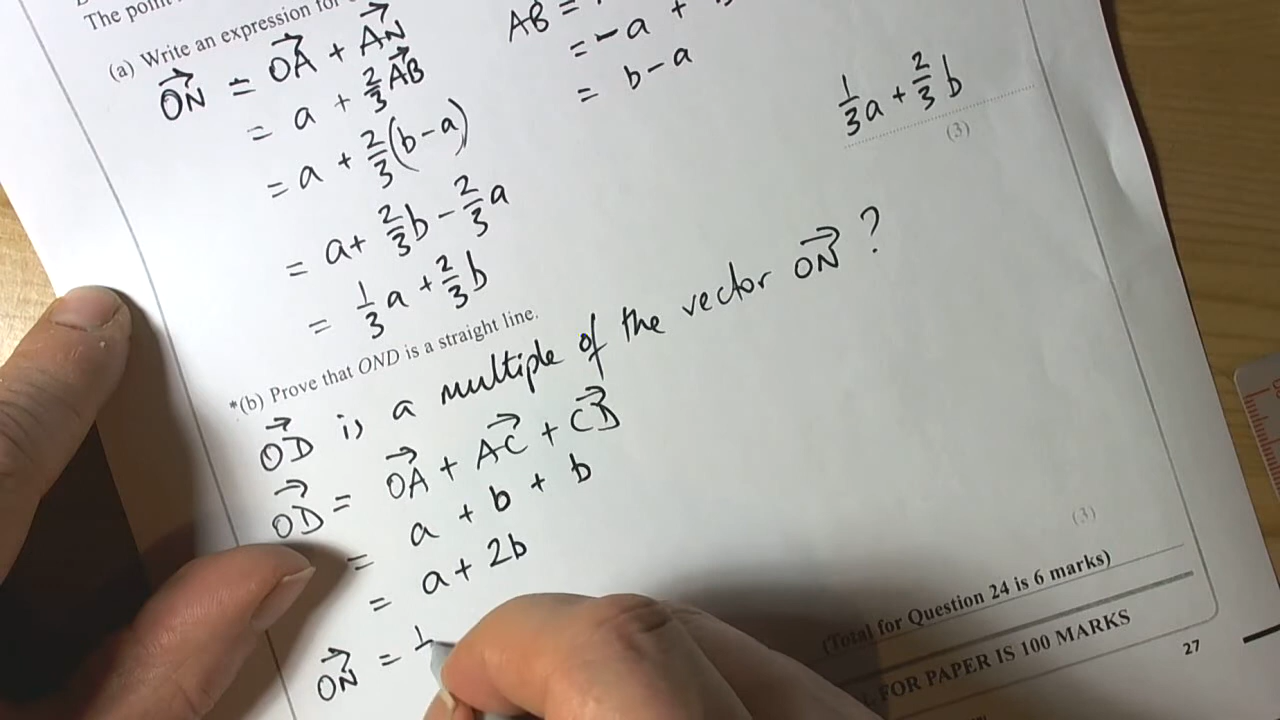 The point
(a) Write an expression for
ON = OA + AN
= a + 2/3 AB
= a + 2/3 (b - a)
= a + 2/3 b - 2/3 a
= 1/3 a + 2/3 b
AB =
= -a +
= b - a
1/3 a + 2/3 b
(3)
*(b) Prove that OND is a straight line.
OD is a multiple of the vector ON ?
OD = OA + AC + CD
= a + b + b
= a + 2b
ON = 1
(3)
(Total for Question 24 is 6 marks)
FOR PAPER IS 100 MARKS
27